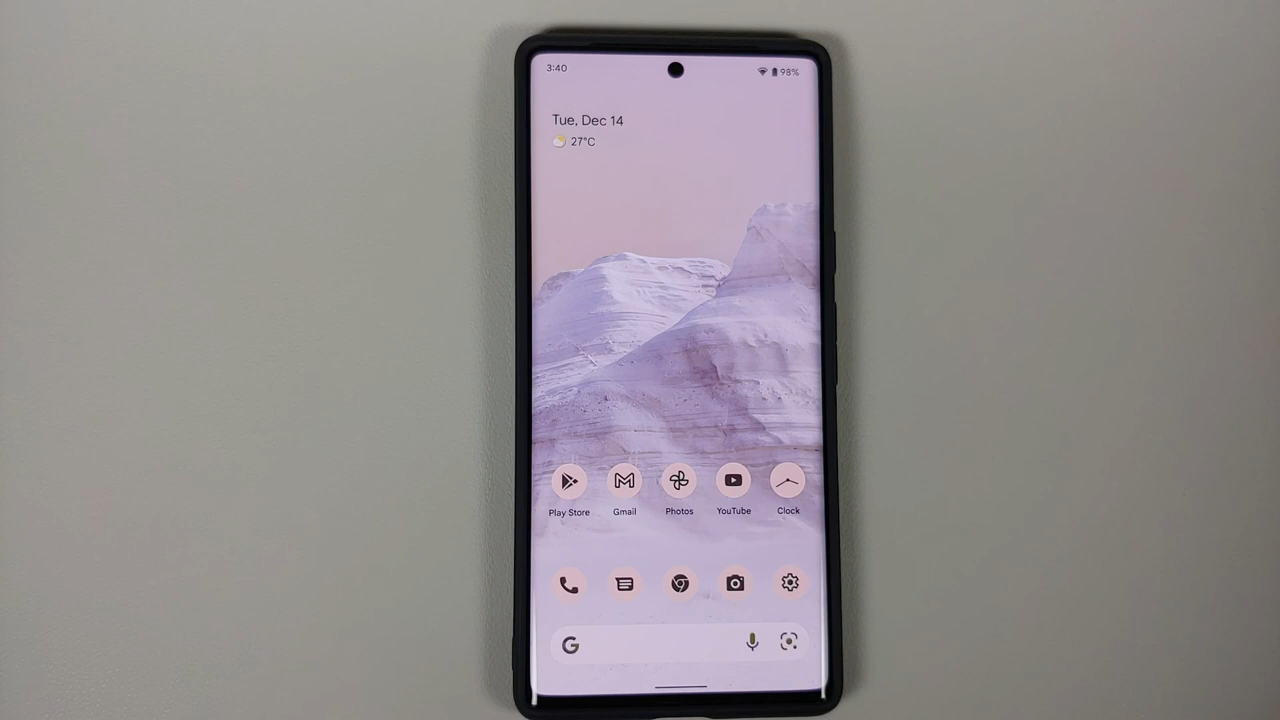 3:40
98%
Tue, Dec 14
27°C
Play Store
Gmail
Photos
YouTube
Clock
G